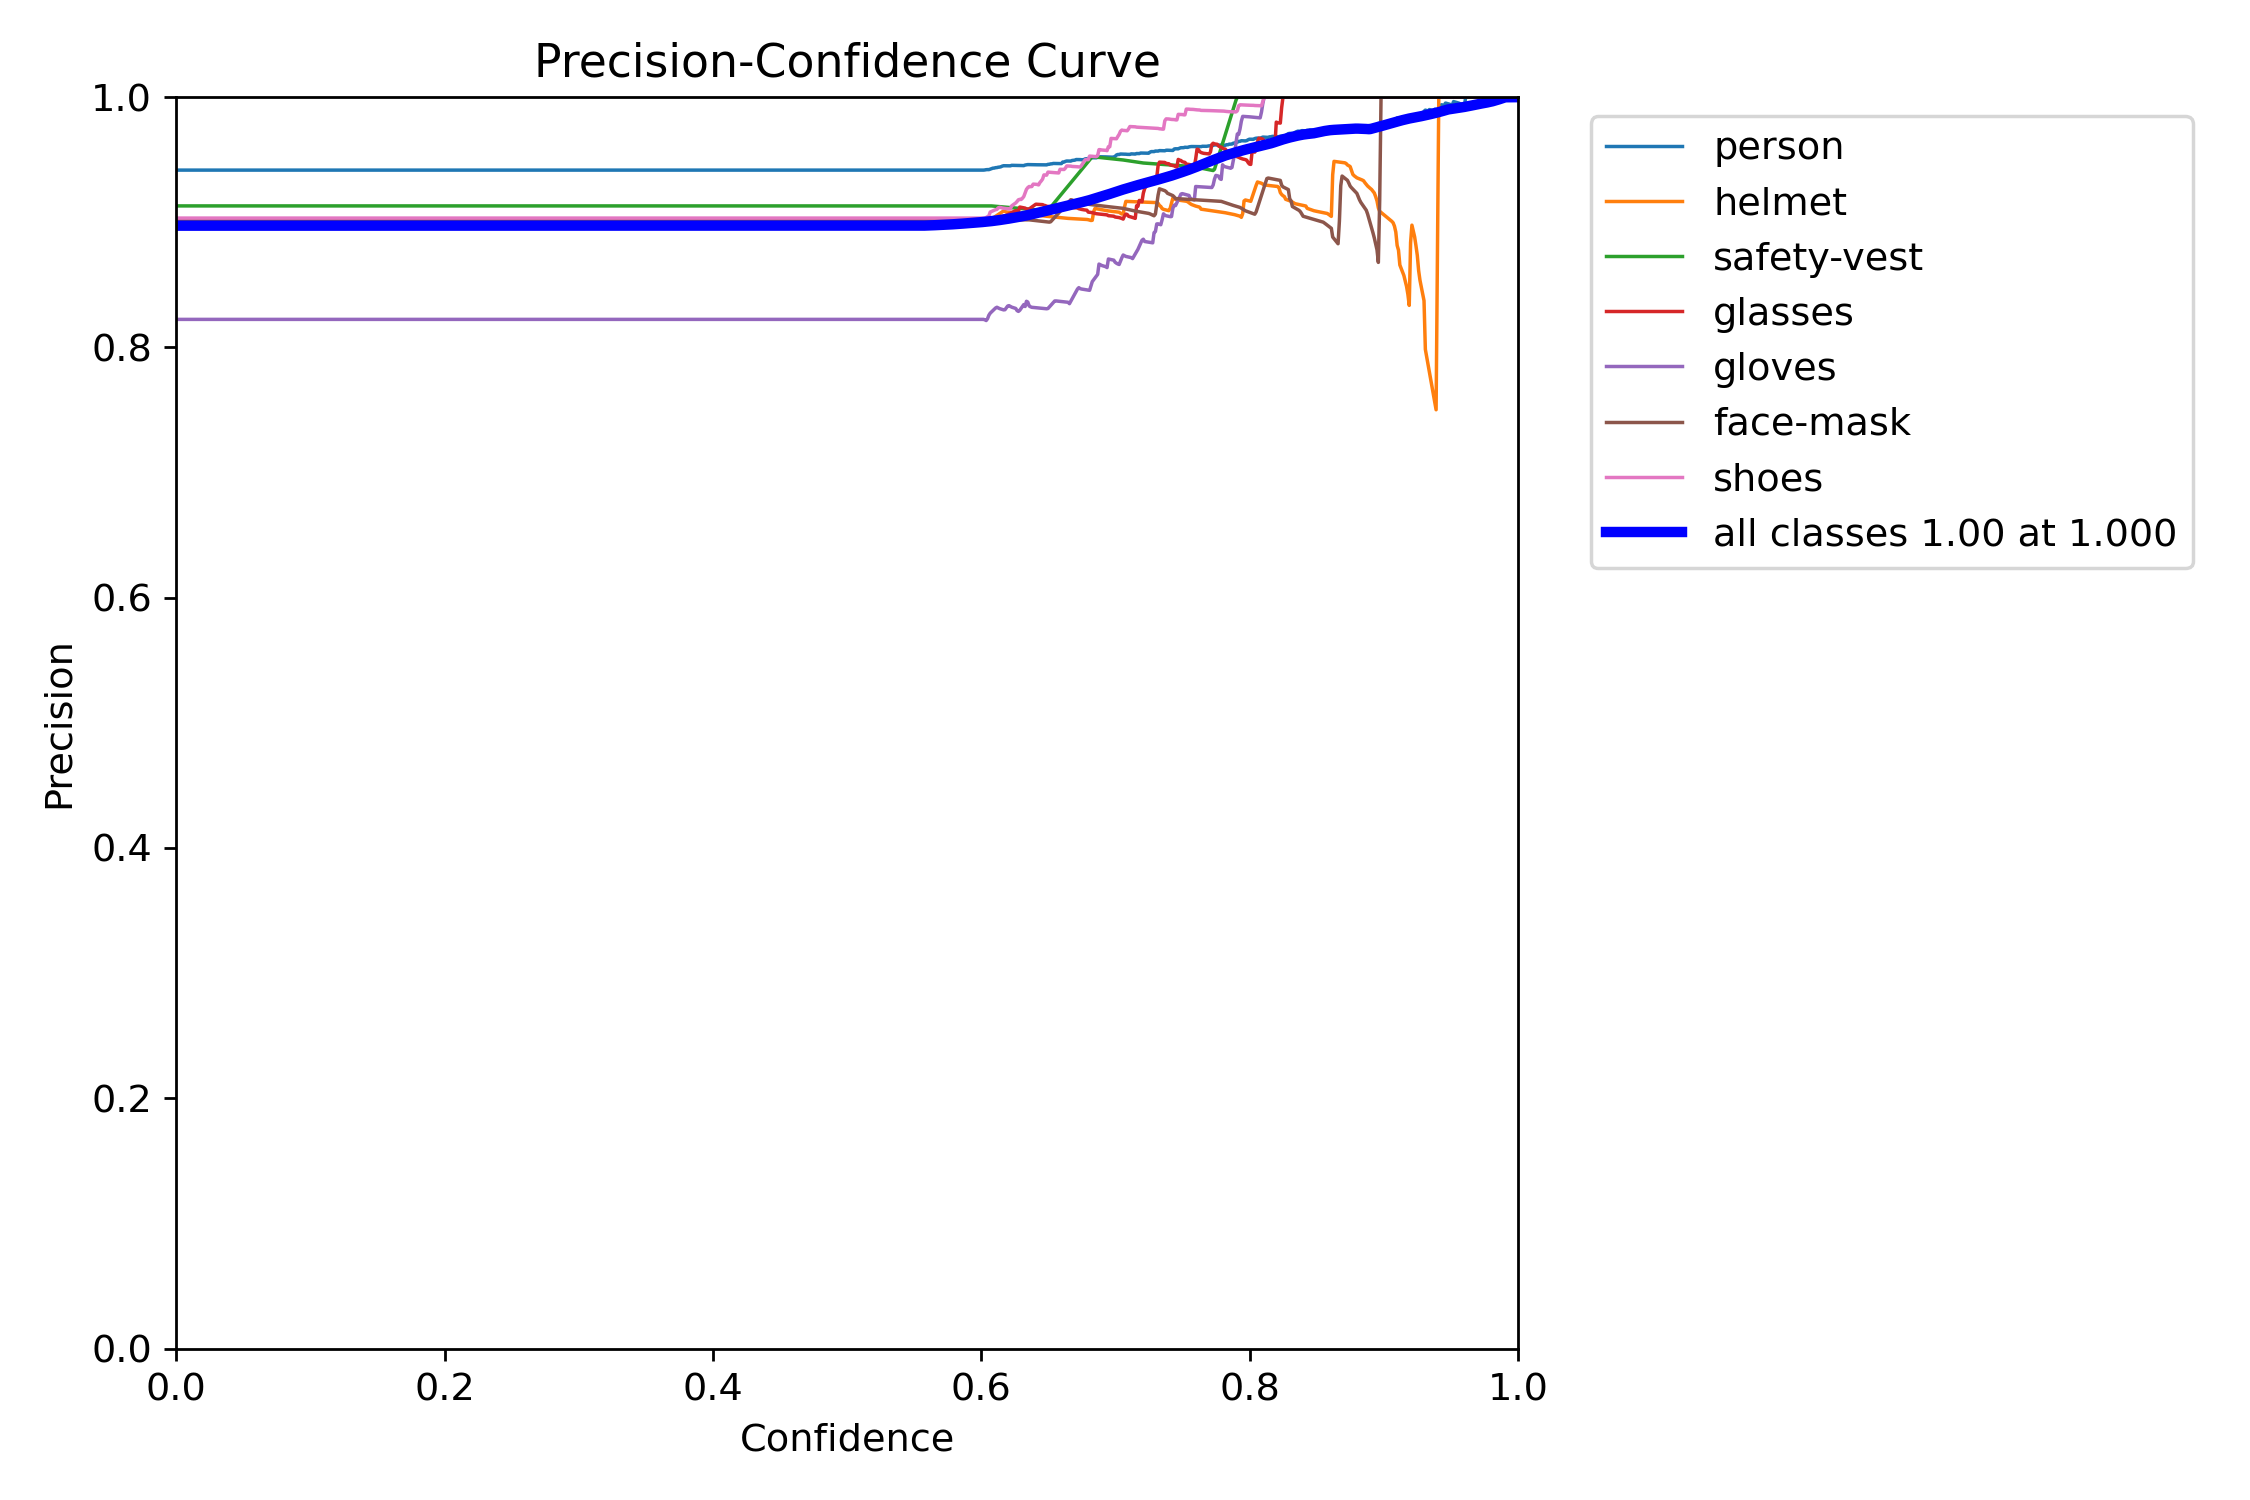 Precision-Confidence Curve
1.0
0.8
0.6
0.4
0.2
0.0
Precision
0.0 0.2 0.4 0.6 0.8 1.0
Confidence
person
helmet
safety-vest
glasses
gloves
face-mask
shoes
all classes 1.00 at 1.000